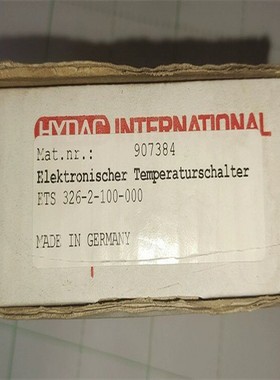 HYDAC INTERNATIONAL
Mat.nr.: 907384
Elektronischer Temperaturschalter
ETS 326-2-100-000
MADE IN GERMANY